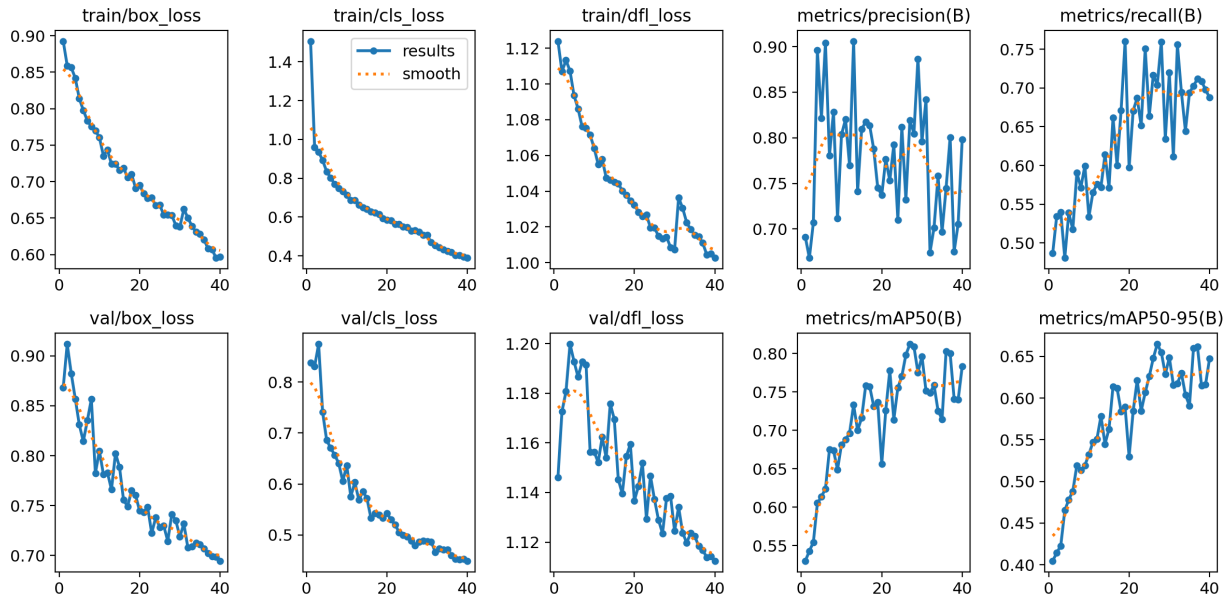 train/box_loss
train/cls_loss
train/dfl_loss
metrics/precision(B)
metrics/recall(B)
0.90
0.85
0.80
0.75
0.70
0.65
0.60
0 20 40
1.4
1.2
1.0
0.8
0.6
0.4
0 20 40
results
smooth
1.12
1.10
1.08
1.06
1.04
1.02
1.00
0 20 40
0.90
0.85
0.80
0.75
0.70
0 20 40
0.75
0.70
0.65
0.60
0.55
0.50
0 20 40
val/box_loss
val/cls_loss
val/dfl_loss
metrics/mAP50(B)
metrics/mAP50-95(B)
0.90
0.85
0.80
0.75
0.70
0 20 40
0.8
0.7
0.6
0.5
0 20 40
1.20
1.18
1.16
1.14
1.12
0 20 40
0.80
0.75
0.70
0.65
0.60
0.55
0 20 40
0.65
0.60
0.55
0.50
0.45
0.40
0 20 40